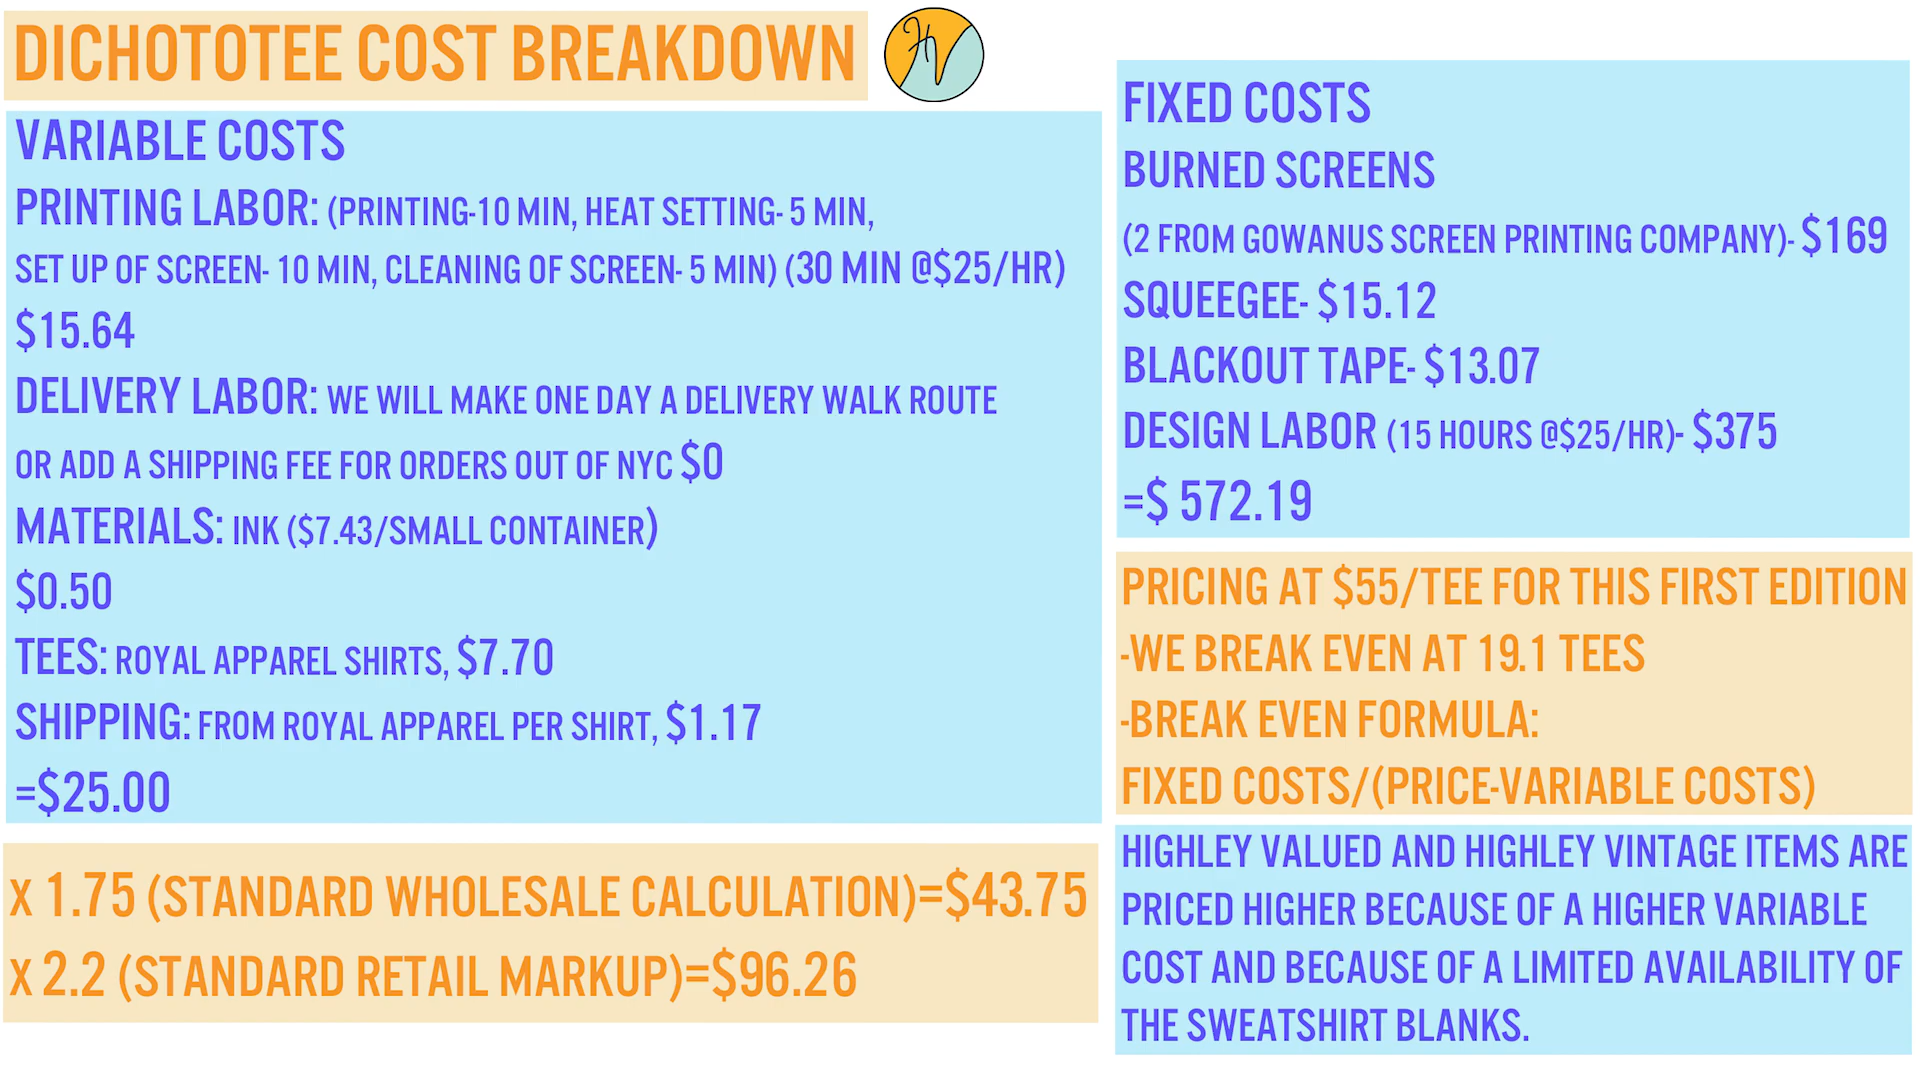 DICHOTOTEE COST BREAKDOWN
VARIABLE COSTS
PRINTING LABOR: (PRINTING-10 MIN, HEAT SETTING- 5 MIN,
SET UP OF SCREEN- 10 MIN, CLEANING OF SCREEN- 5 MIN) (30 MIN @$25/HR)
$15.64
DELIVERY LABOR: WE WILL MAKE ONE DAY A DELIVERY WALK ROUTE
OR ADD A SHIPPING FEE FOR ORDERS OUT OF NYC $0
MATERIALS: INK ($7.43/SMALL CONTAINER)
$0.50
TEES: ROYAL APPAREL SHIRTS, $7.70
SHIPPING: FROM ROYAL APPAREL PER SHIRT, $1.17
=$25.00
X 1.75 (STANDARD WHOLESALE CALCULATION)=$43.75
X 2.2 (STANDARD RETAIL MARKUP)=$96.26
FIXED COSTS
BURNED SCREENS
(2 FROM GOWANUS SCREEN PRINTING COMPANY)- $169
SQUEEGEE- $15.12
BLACKOUT TAPE- $13.07
DESIGN LABOR (15 HOURS @$25/HR)- $375
=$ 572.19
PRICING AT $55/TEE FOR THIS FIRST EDITION
-WE BREAK EVEN AT 19.1 TEES
-BREAK EVEN FORMULA:
FIXED COSTS/(PRICE-VARIABLE COSTS)
HIGHLEY VALUED AND HIGHLEY VINTAGE ITEMS ARE
PRICED HIGHER BECAUSE OF A HIGHER VARIABLE
COST AND BECAUSE OF A LIMITED AVAILABILITY OF
THE SWEATSHIRT BLANKS.